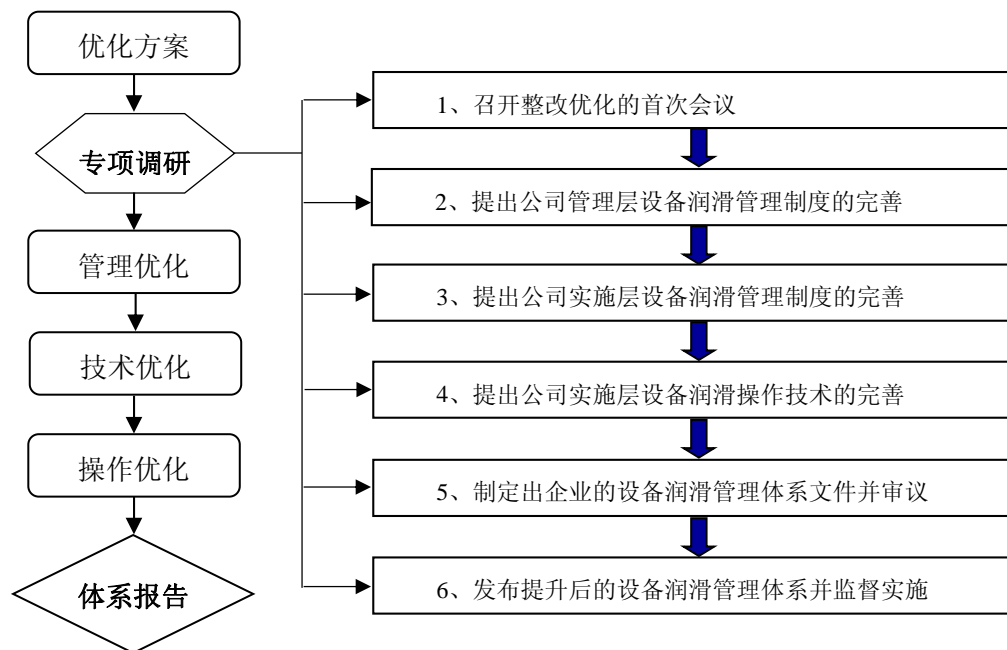 优化方案
专项调研
管理优化
技术优化
操作优化
体系报告
1、召开整改优化的首次会议
2、提出公司管理层设备润滑管理制度的完善
3、提出公司实施层设备润滑管理制度的完善
4、提出公司实施层设备润滑操作技术的完善
5、制定出企业的设备润滑管理体系文件并审议
6、发布提升后的设备润滑管理体系并监督实施